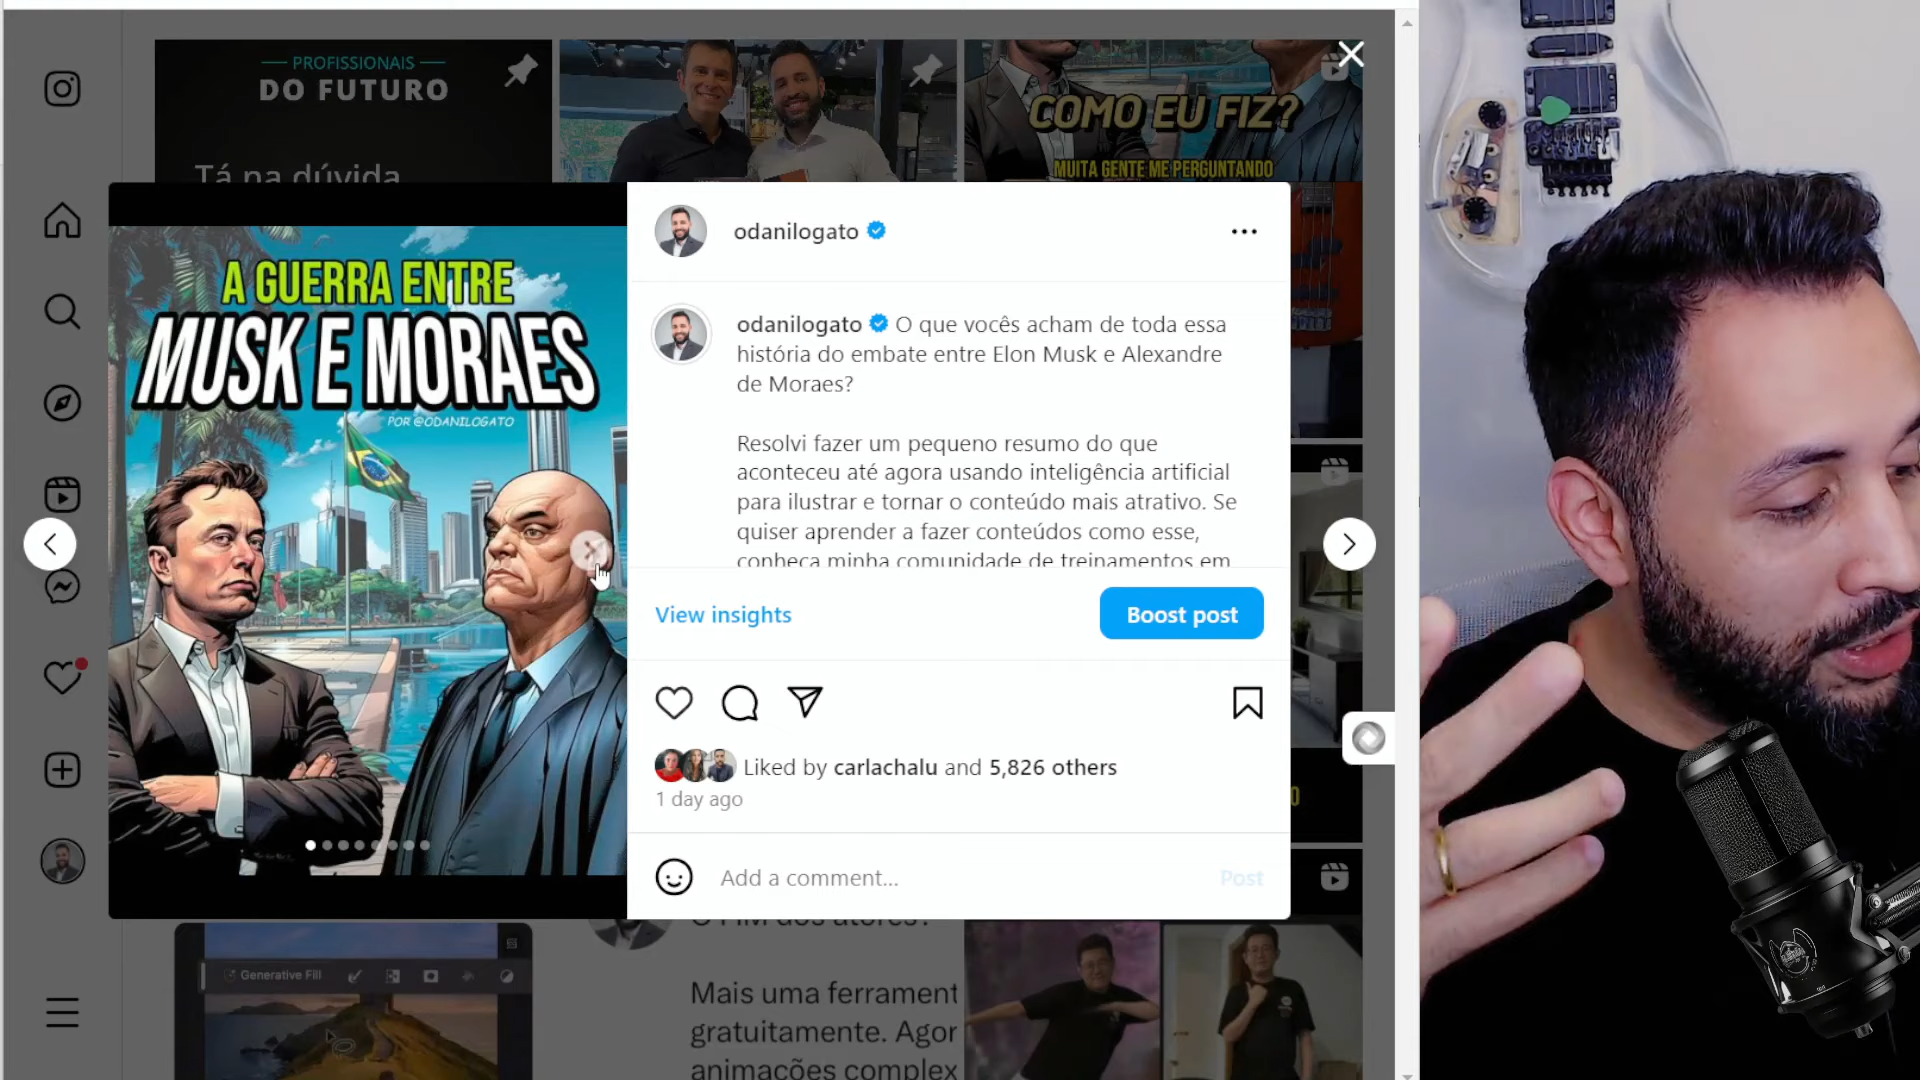 PROFISSIONAIS
DO FUTURO
Tá na dúvida
COMO EU FIZ?
MUITA GENTE ME PERGUNTANDO
A GUERRA ENTRE
MUSK E MORAES
POR @ODANILOGATO
odanilogato
odanilogato O que vocês acham de toda essa
história do embate entre Elon Musk e Alexandre
de Moraes?
Resolvi fazer um pequeno resumo do que
aconteceu até agora usando inteligência artificial
para ilustrar e tornar o conteúdo mais atrativo. Se
quiser aprender a fazer conteúdos como esse,
conheça minha comunidade de treinamentos em
View insights
Boost post
Liked by carlachalu and 5,826 others
1 day ago
Add a comment...
Post
O FIM dos atores?
Generative Fill
Mais uma ferrament
gratuitamente. Agor
animações complex